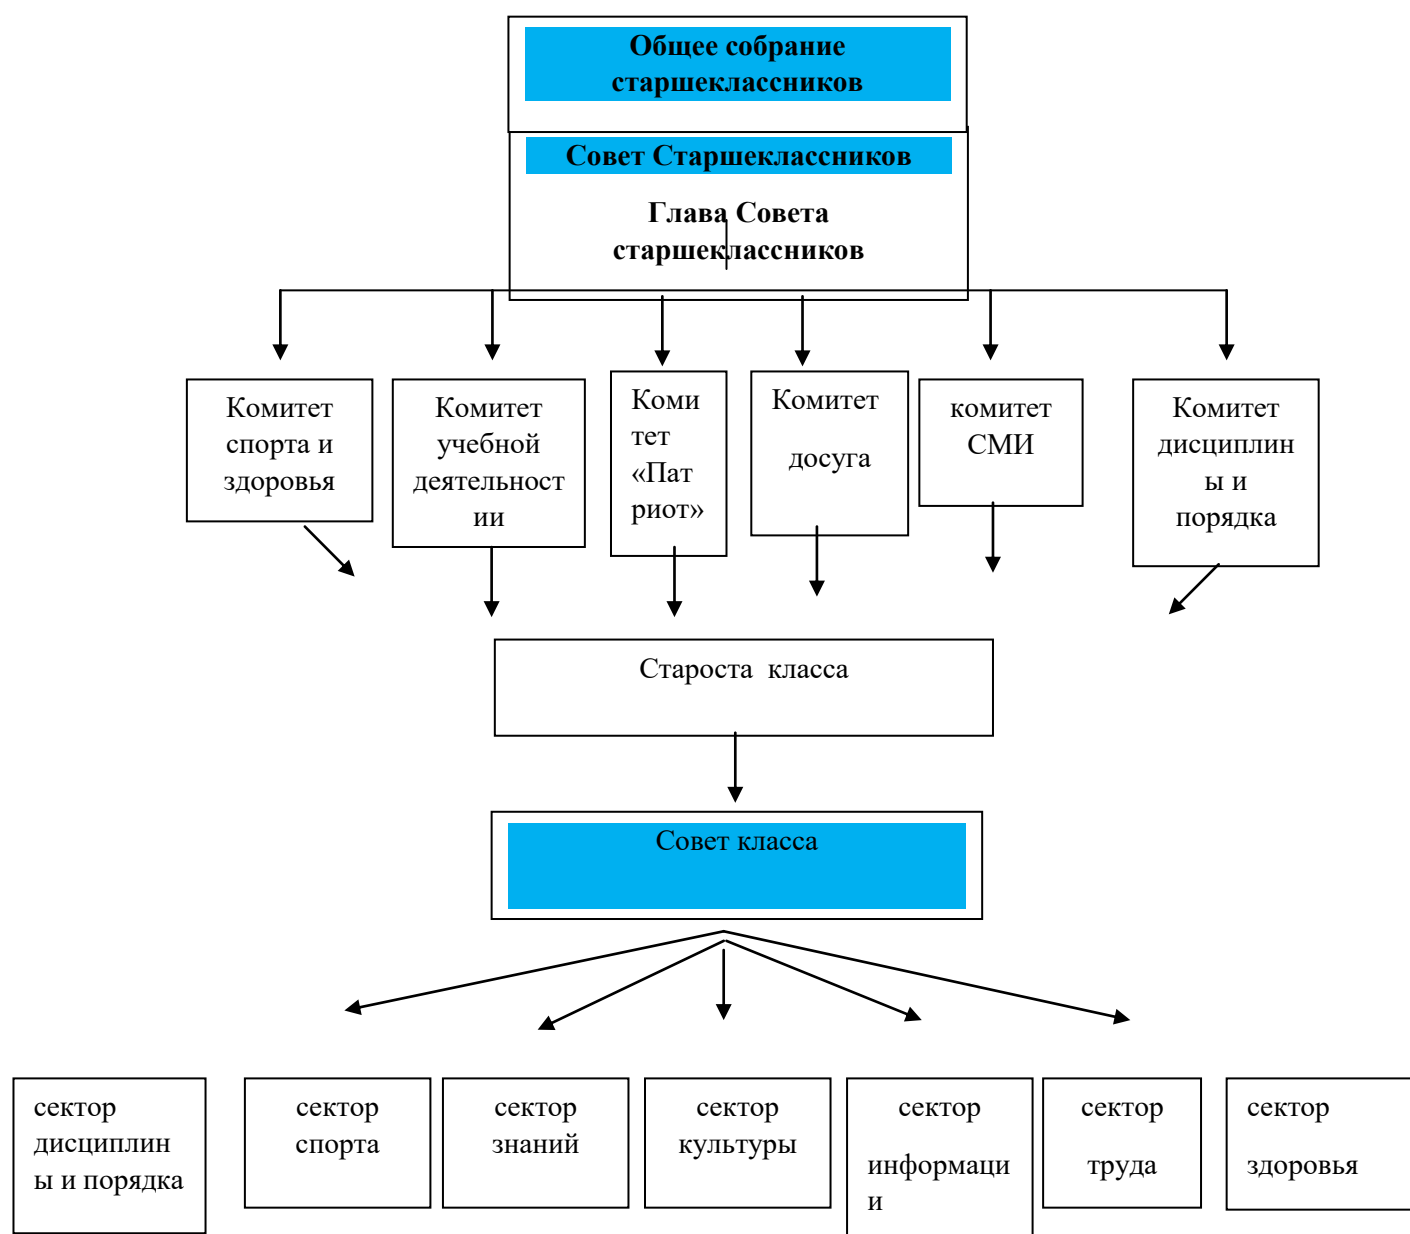 Общее собрание
старшеклассников
Совет Старшеклассников
Глава Совета
старшеклассников
Комитет
спорта и
здоровья
Комитет
учебной
деятельност
ии
Коми
тет
«Пат
риот»
Комитет
досуга
комитет
СМИ
Комитет
дисциплин
ы и
порядка
Староста  класса
Совет класса
сектор
дисциплин
ы и порядка
сектор
спорта
сектор
знаний
сектор
культуры
сектор
информаци
и
сектор
труда
сектор
здоровья